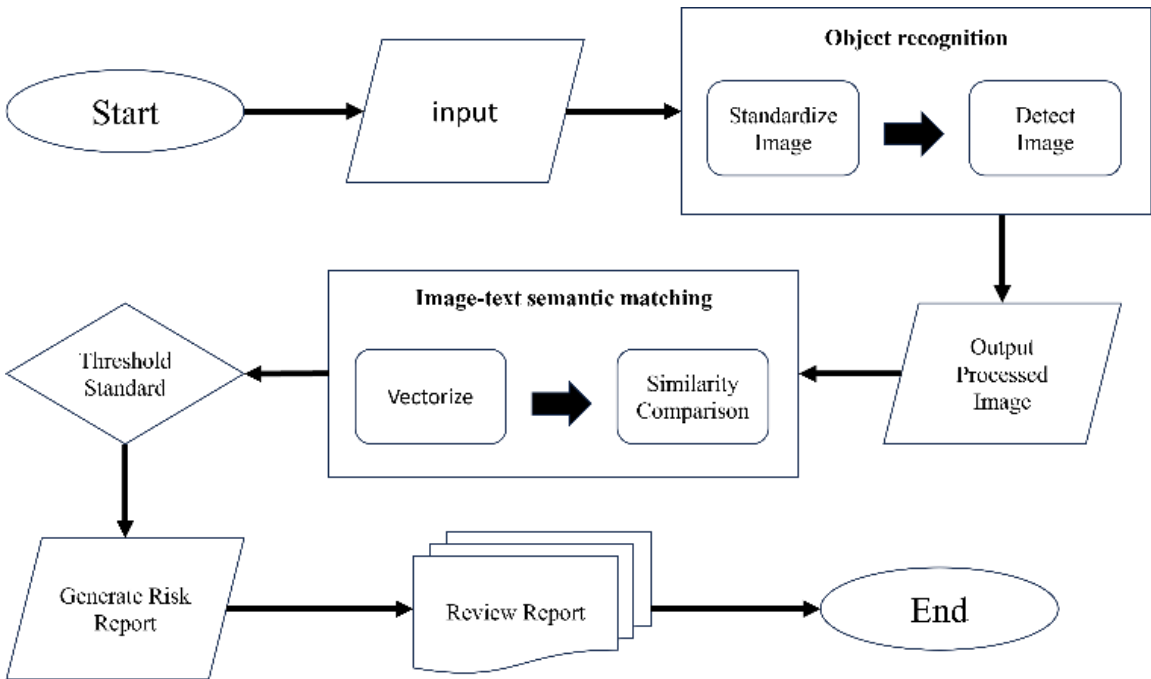 Start
input
Object recognition
Standardize
Image
Detect
Image
Output
Processed
Image
Image-text semantic matching
Vectorize
Similarity
Comparison
Threshold
Standard
Generate Risk
Report
Review Report
End